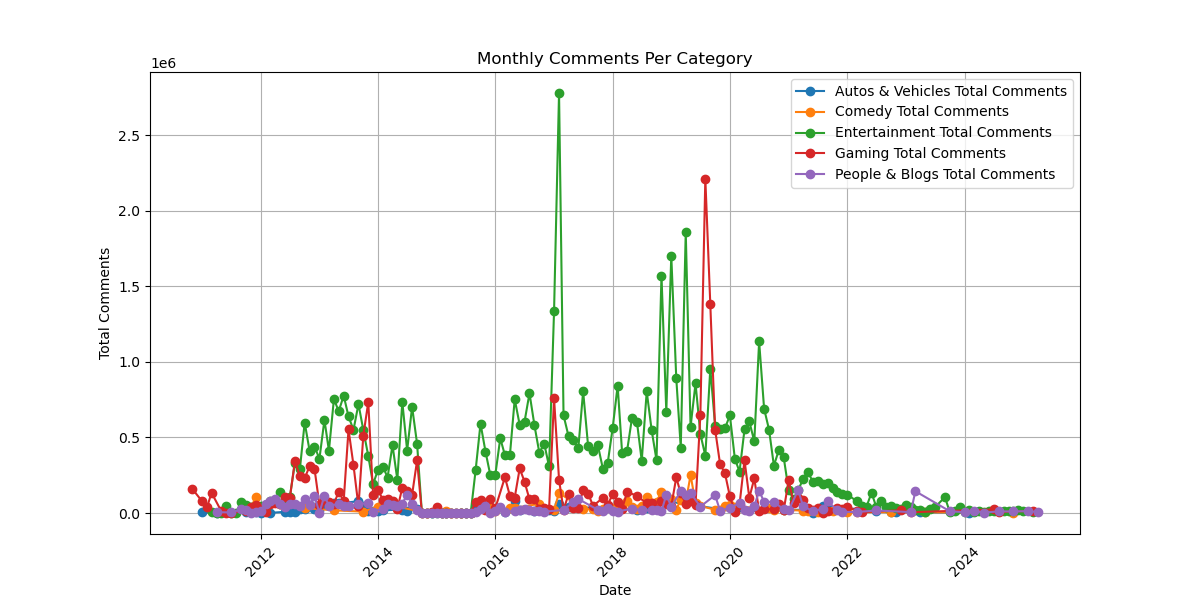 Monthly Comments Per Category
1e6
Autos & Vehicles Total Comments
Comedy Total Comments
Entertainment Total Comments
Gaming Total Comments
People & Blogs Total Comments
2.5
2.0
1.5
1.0
0.5
0.0
Total Comments
2012 2014 2016 2018 2020 2022 2024
Date